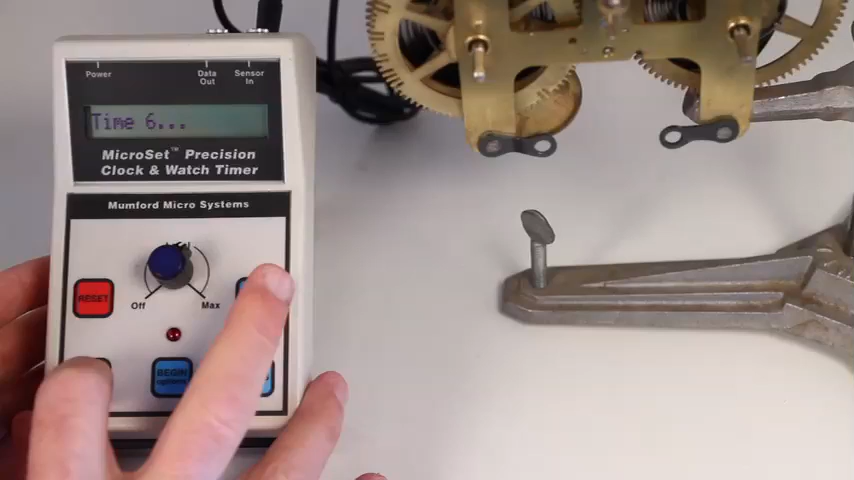 Power
Data Out
Sensor In
Time 6...
MicroSet™ Precision
Clock & Watch Timer
Mumford Micro Systems
Off
Max
RESET
BEGIN
options